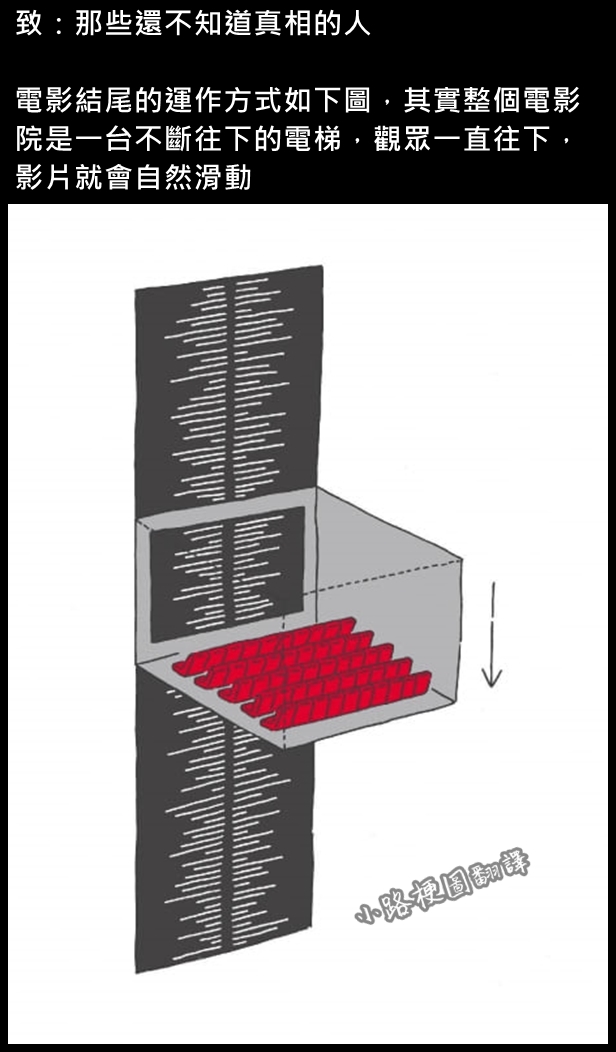 致：那些還不知道真相的人
電影結尾的運作方式如下圖，其實整個電影
院是一台不斷往下的電梯，觀眾一直往下，
影片就會自然滑動
小路梗圖翻譯